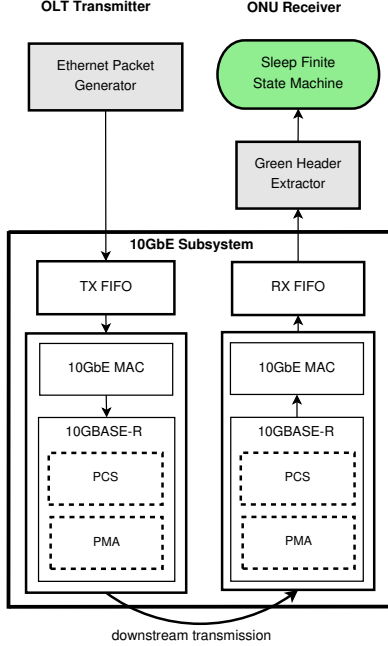 OLT Transmitter
ONU Receiver
Ethernet Packet
Generator
Sleep Finite
State Machine
Green Header
Extractor
10GbE Subsystem
TX FIFO
RX FIFO
10GbE MAC
10GbE MAC
10GBASE-R
10GBASE-R
PCS
PCS
PMA
PMA
downstream transmission